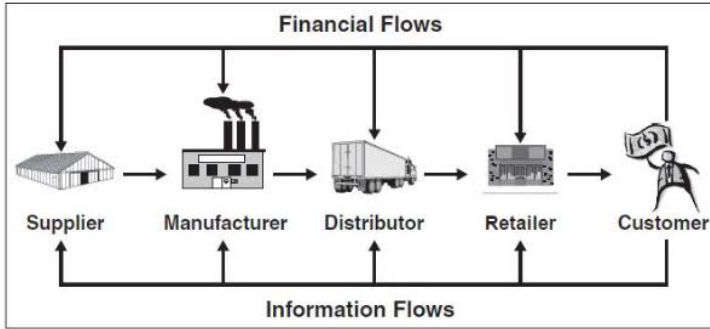 Financial Flows
Supplier Manufacturer Distributor Retailer Customer
Information Flows